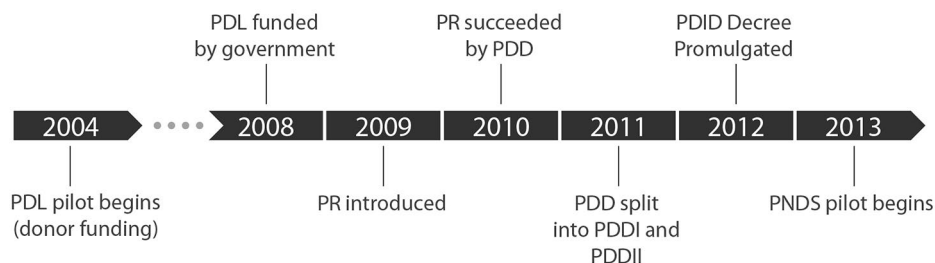 PDL funded
by government
PR succeeded
by PDD
PDID Decree
Promulgated
2004
2008
2009
2010
2011
2012
2013
PDL pilot begins
(donor funding)
PR introduced
PDD split
into PDDI and
PDDII
PNDS pilot begins